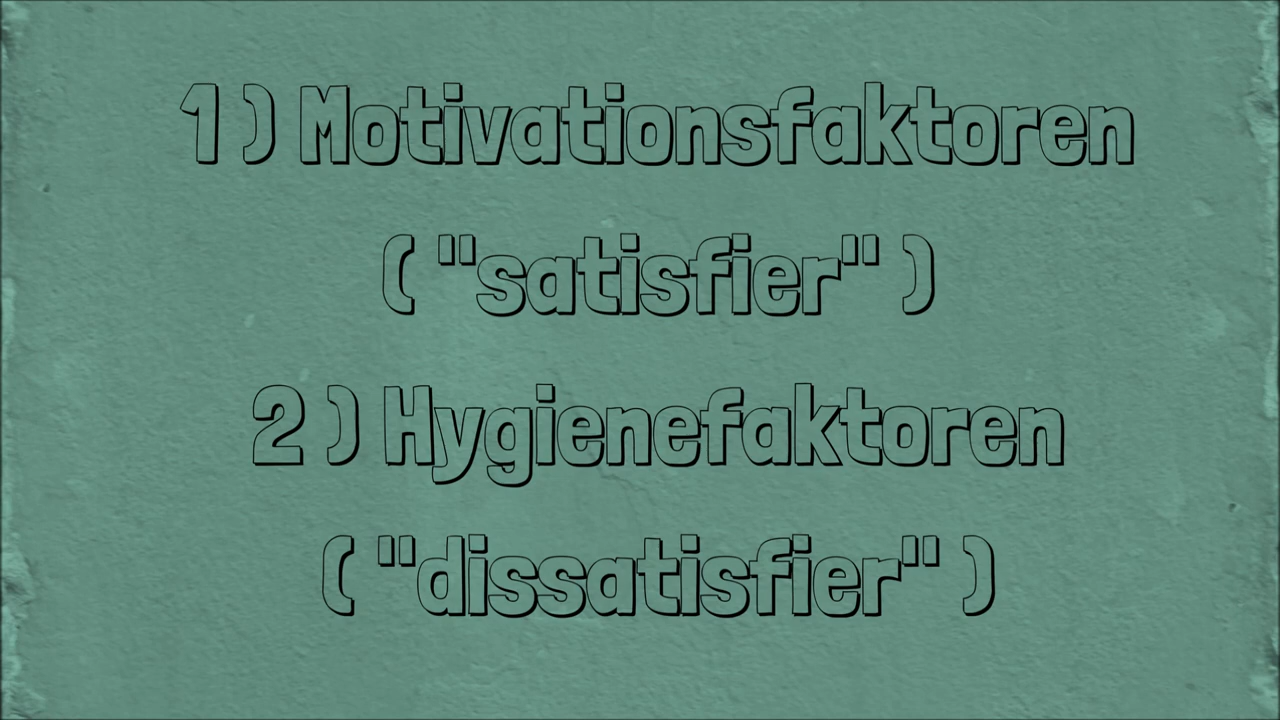 1) Motivationsfaktoren
("satisfier")
2) Hygienefaktoren
("dissatisfier")